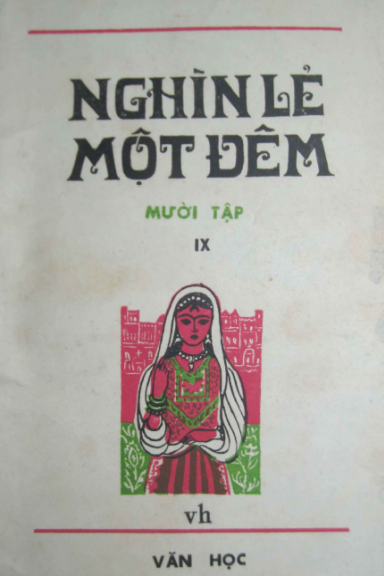 NGHÌN LẺ
MỘT ĐÊM
MƯỜI TẬP
IX
vh
VĂN HỌC